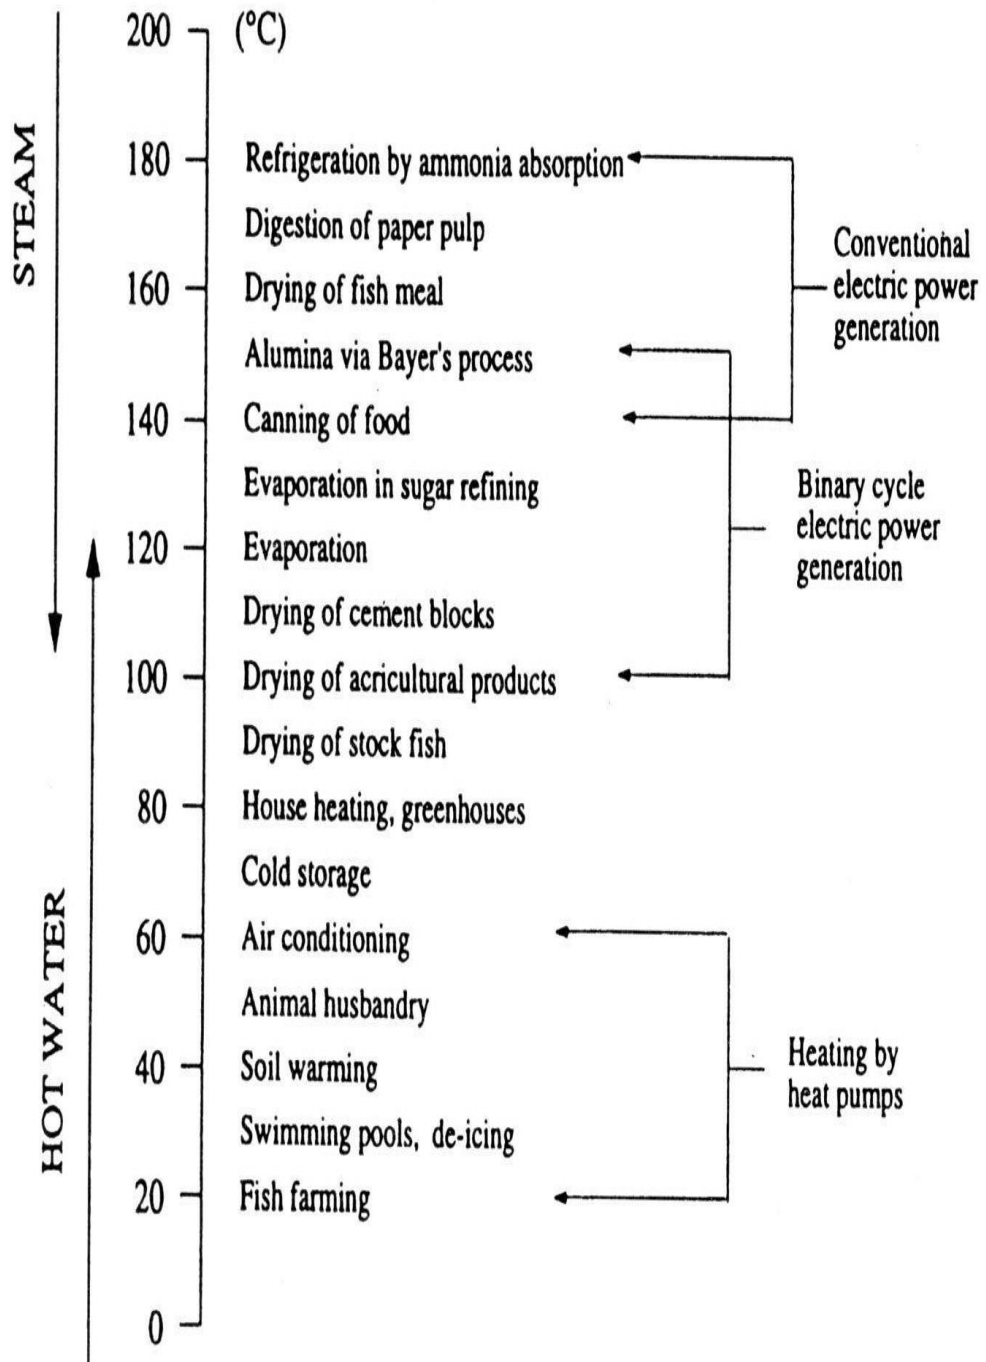 200 (°C)
180 Refrigeration by ammonia absorption
Digestion of paper pulp
160 Drying of fish meal
Alumina via Bayer's process
140 Canning of food
Evaporation in sugar refining
120 Evaporation
Drying of cement blocks
100 Drying of acricultural products
Drying of stock fish
80 House heating, greenhouses
Cold storage
60 Air conditioning
Animal husbandry
40 Soil warming
Swimming pools, de-icing
20 Fish farming
0
STEAM
HOT WATER
Conventional
electric power
generation
Binary cycle
electric power
generation
Heating by
heat pumps